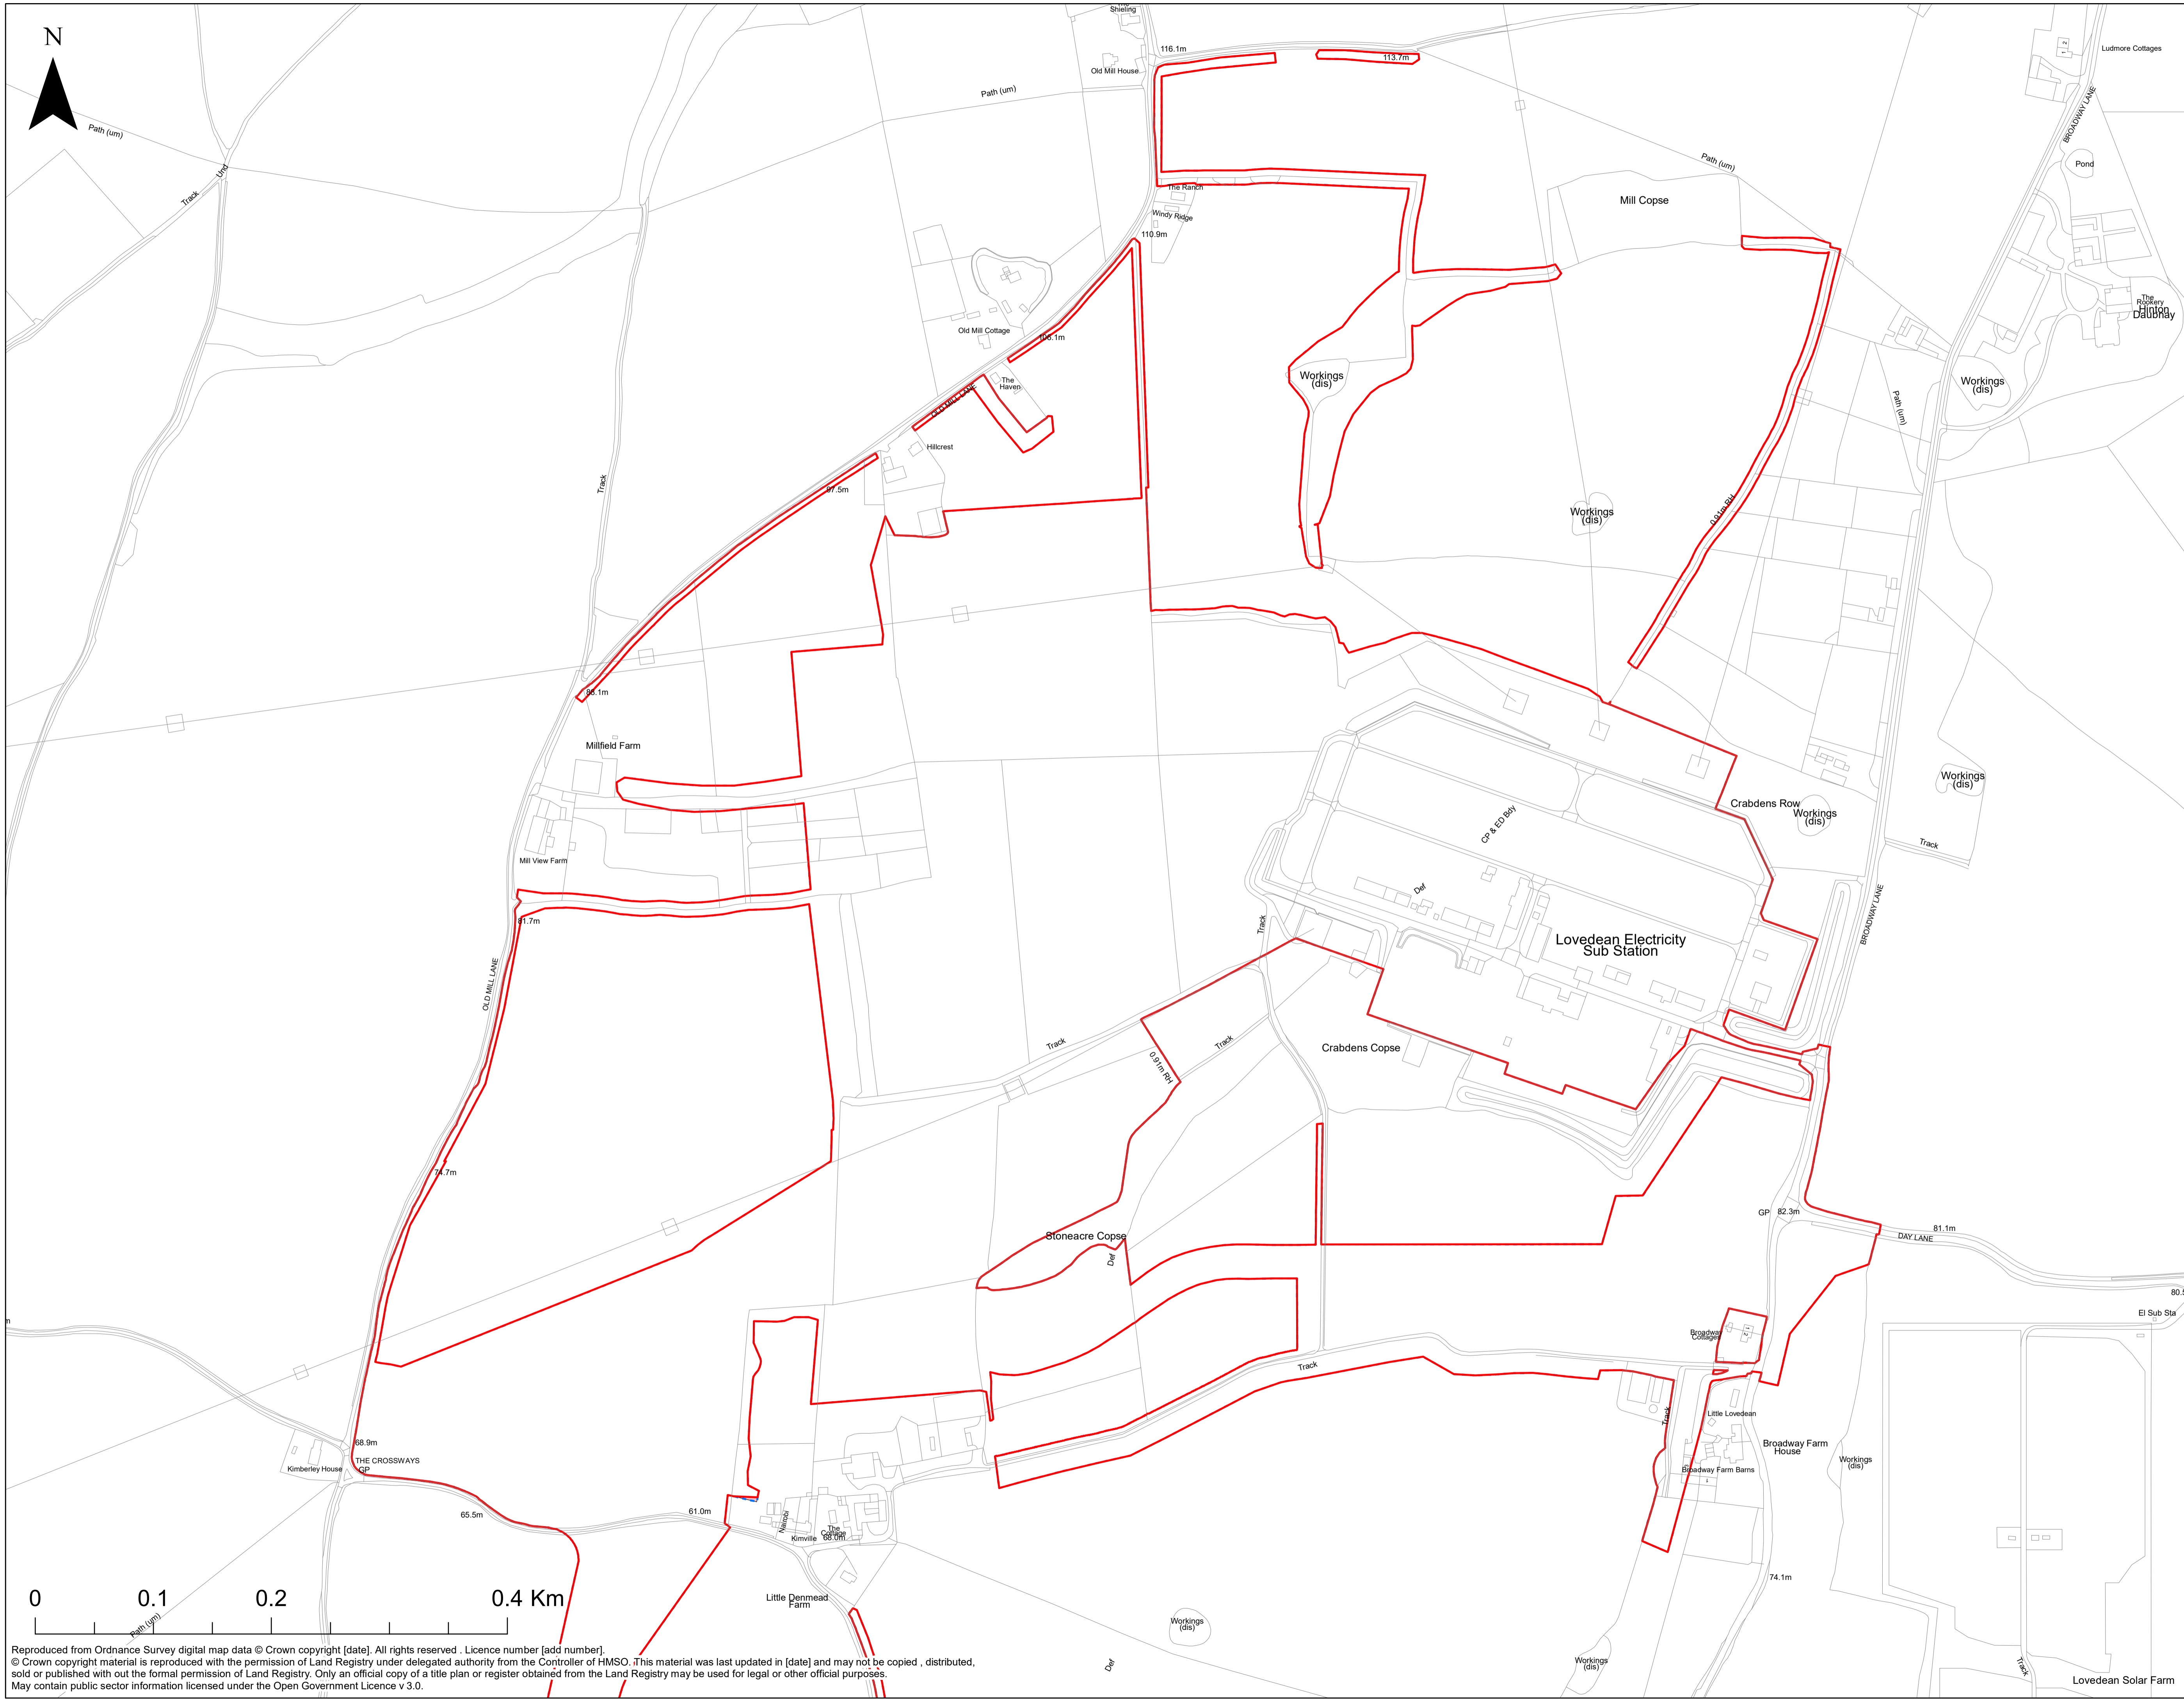 N
The
Shieling
116.1m
113.7m
Old Mill House
Path (um)
Path (um)
Und
Track
Ludmore Cottages
2
1
BROADWAY LANE
Pond
Path (um)
Mill Copse
The Ranch
Windy Ridge
110.9m
The
Rookery
Hinton
Daubnay
Old Mill Cottage
106.1m
The
Haven
OLD MILL LANE
Workings
(dis)
Workings
(dis)
Path (um)
Hillcrest
Track
97.5m
Workings
(dis)
0.91m RH
88.1m
Millfield Farm
Workings
(dis)
Crabdens Row
Workings
(dis)
CP & ED Bdy
Track
Mill View Farm
Def
81.7m
Track
BROADWAY LANE
Lovedean Electricity
Sub Station
OLD MILL LANE
Track
Track
Crabdens Copse
0.91m RH
74.7m
GP
82.3m
81.1m
DAY LANE
Stoneacre Copse
Def
El Sub Sta
Broadway
Cottages
1
2
Track
Track
Little Lovedean
68.9m
THE CROSSWAYS
GP
Kimberley House
Broadway Farm
House
Workings
(dis)
Broadway Farm Barns
65.5m
61.0m
Nairobi
Kimville
The
Cottage
68.0m
74.1m
Little Denmead
Farm
0
0.1
0.2
0.4 Km
Path (um)
Workings
(dis)
Def
Workings
(dis)
Track
Lovedean Solar Farm
Reproduced from Ordnance Survey digital map data © Crown copyright [date]. All rights reserved . Licence number [add number].
© Crown copyright material is reproduced with the permission of Land Registry under delegated authority from the Controller of HMSO. This material was last updated in [date] and may not be copied , distributed,
sold or published with out the formal permission of Land Registry. Only an official copy of a title plan or register obtained from the Land Registry may be used for legal or other official purposes.
May contain public sector information licensed under the Open Government Licence v 3.0.